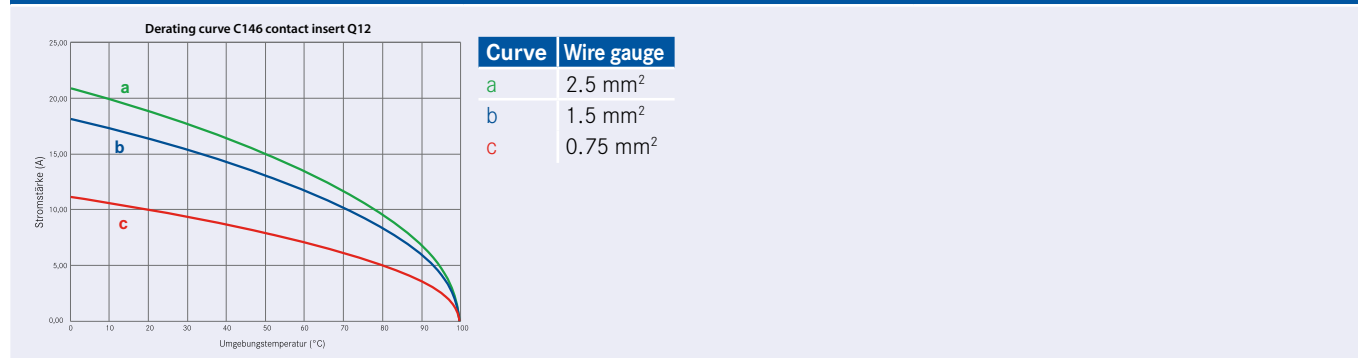 Derating curve C146 contact insert Q12
25,00
20,00
15,00
10,00
5,00
0,00
Stromstärke (A)
a
b
c
0 10 20 30 40 50 60 70 80 90 100
Umgebungstemperatur (°C)
Curve Wire gauge
a 2.5 mm²
b 1.5 mm²
c 0.75 mm²